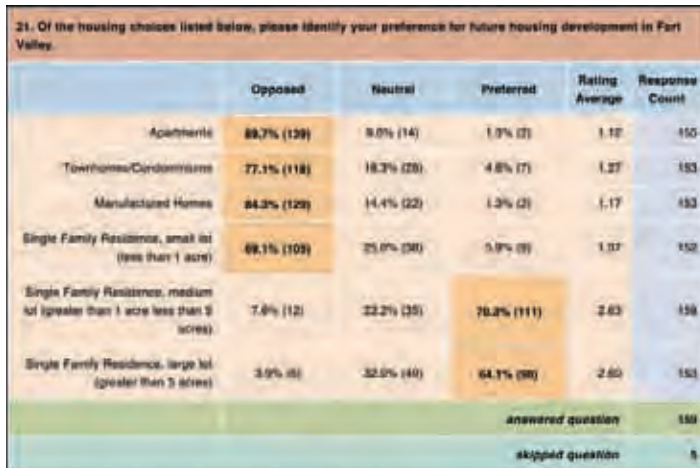 21. Of the housing choices listed below, please identify your preference for future housing development in Fort
Valley.
Opposed Neutral Preferred Rating Average Response Count
Apartments 89.7% (139) 9.0% (14) 1.3% (2) 1.12 155
Townhomes/Condominiums 77.1% (118) 18.3% (28) 4.6% (7) 1.27 153
Manufactured Homes 84.3% (129) 14.4% (22) 1.3% (2) 1.17 153
Single Family Residence, small lot
(less than 1 acre) 69.1% (105) 25.0% (38) 5.9% (9) 1.37 152
Single Family Residence, medium
lot (greater than 1 acre less than 5
acres) 7.6% (12) 22.2% (35) 70.3% (111) 2.63 158
Single Family Residence, large lot
(greater than 5 acres) 3.9% (6) 32.0% (49) 64.1% (98) 2.60 153
answered question
skipped question